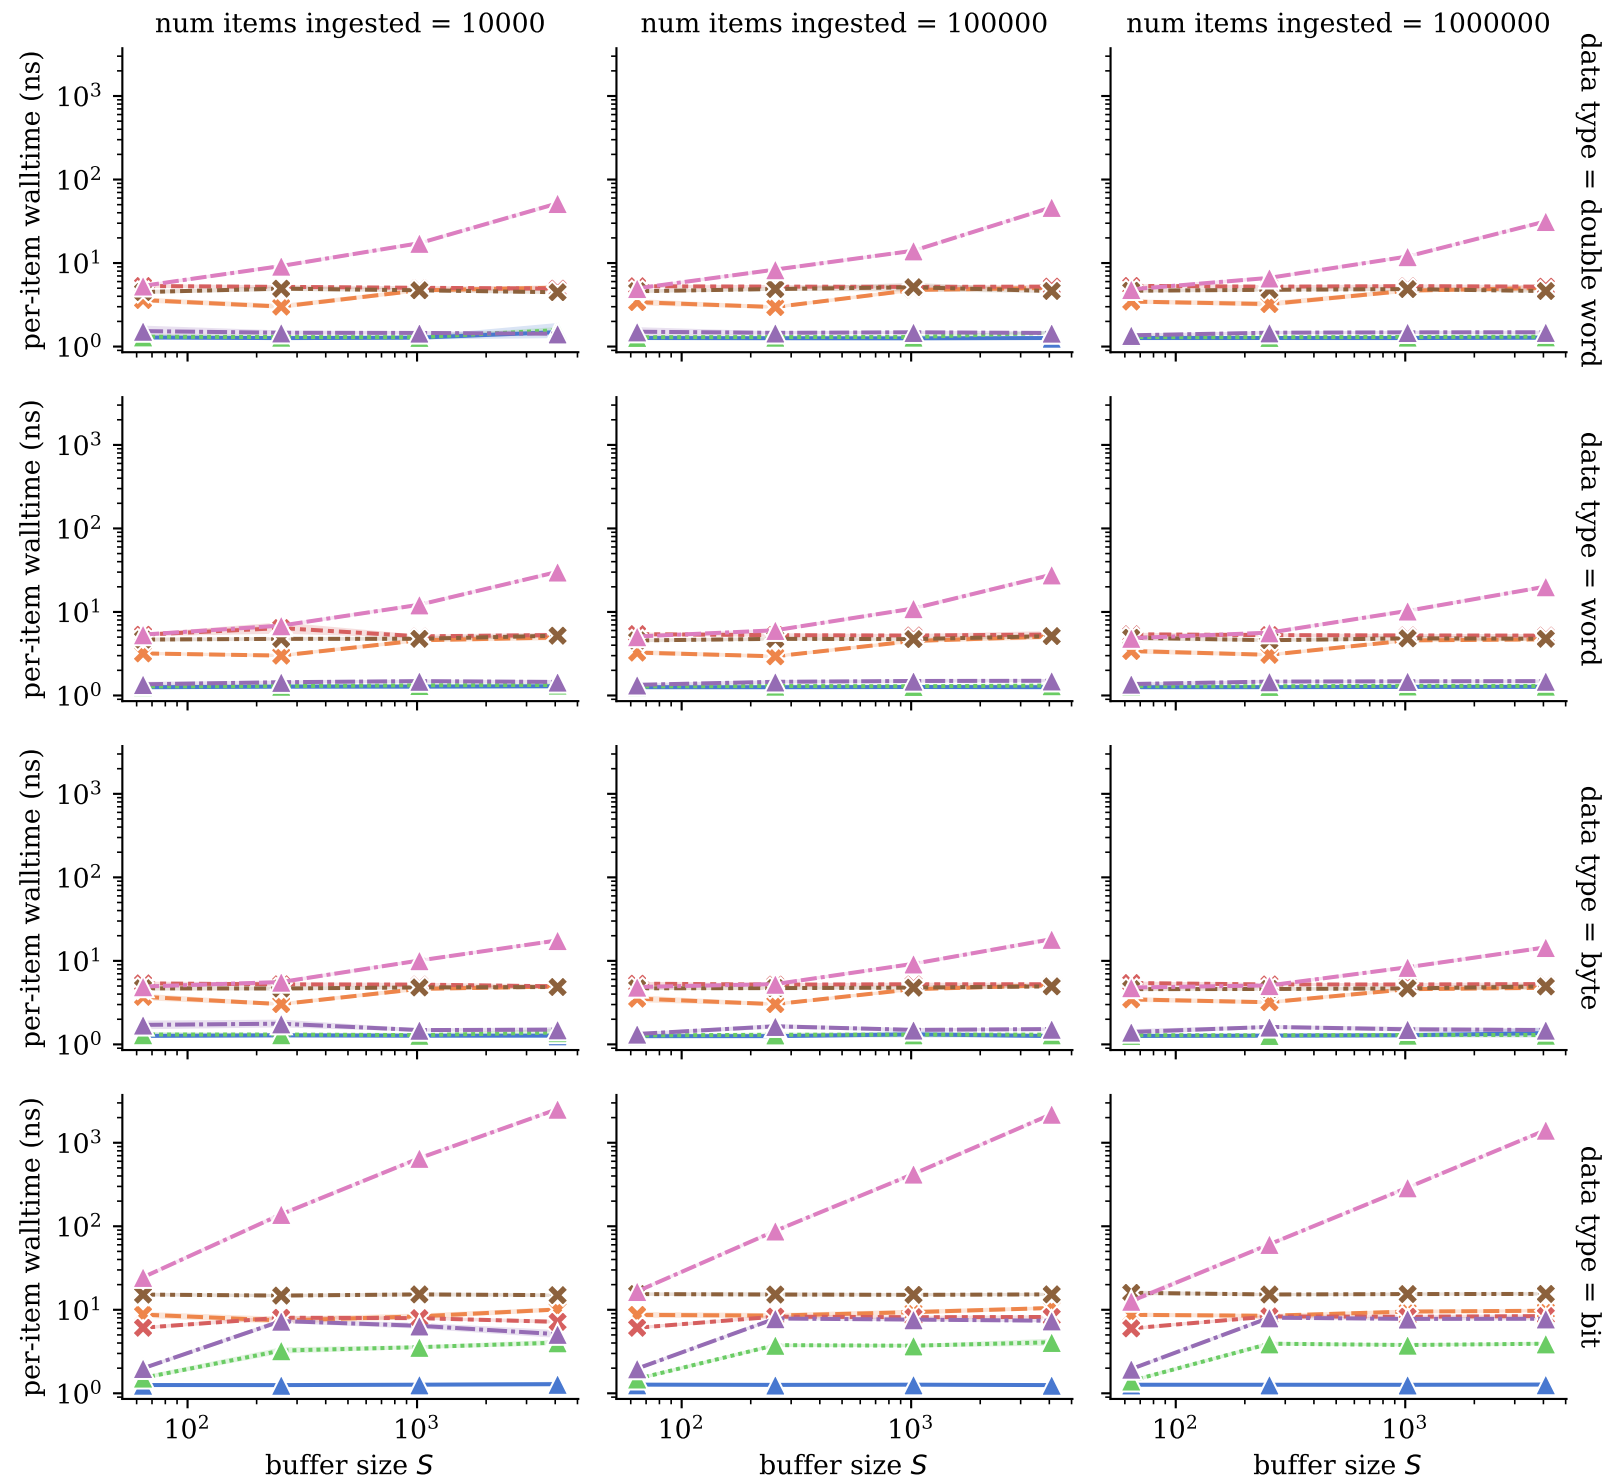 num items ingested = 10000
num items ingested = 100000
num items ingested = 1000000
per-item walltime (ns)
10³
10²
10¹
10⁰
data type = double word
per-item walltime (ns)
10³
10²
10¹
10⁰
data type = word
per-item walltime (ns)
10³
10²
10¹
10⁰
data type = byte
per-item walltime (ns)
10³
10²
10¹
10⁰
data type = bit
10² 10³
10² 10³
10² 10³
buffer size S
buffer size S
buffer size S